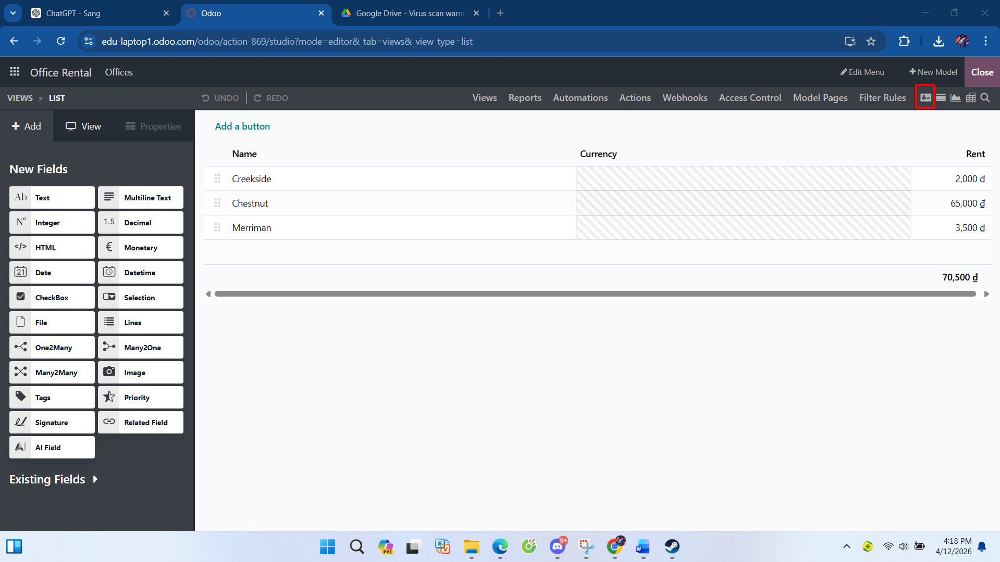 ChatGPT - Sang
Odoo
Google Drive - Virus scan warni
edu-laptop1.odoo.com/odoo/action-869/studio?mode=editor&_tab=views&_view_type=list
Office Rental
Offices
Edit Menu
New Model
Close
VIEWS > LIST
UNDO
REDO
Views
Reports
Automations
Actions
Webhooks
Access Control
Model Pages
Filter Rules
Add
View
Properties
Add a button
Name
Currency
Rent
Creekside
2,000 ₫
Chestnut
65,000 ₫
Merriman
3,500 ₫
70,500 ₫
New Fields
Ab Text
Multiline Text
N° Integer
1.5 Decimal
</> HTML
€ Monetary
21 Date
Datetime
CheckBox
Selection
File
Lines
One2Many
Many2One
Many2Many
Image
Tags
Priority
Signature
Related Field
AI AI Field
Existing Fields
PRE
9+
W
4:18 PM
4/12/2026